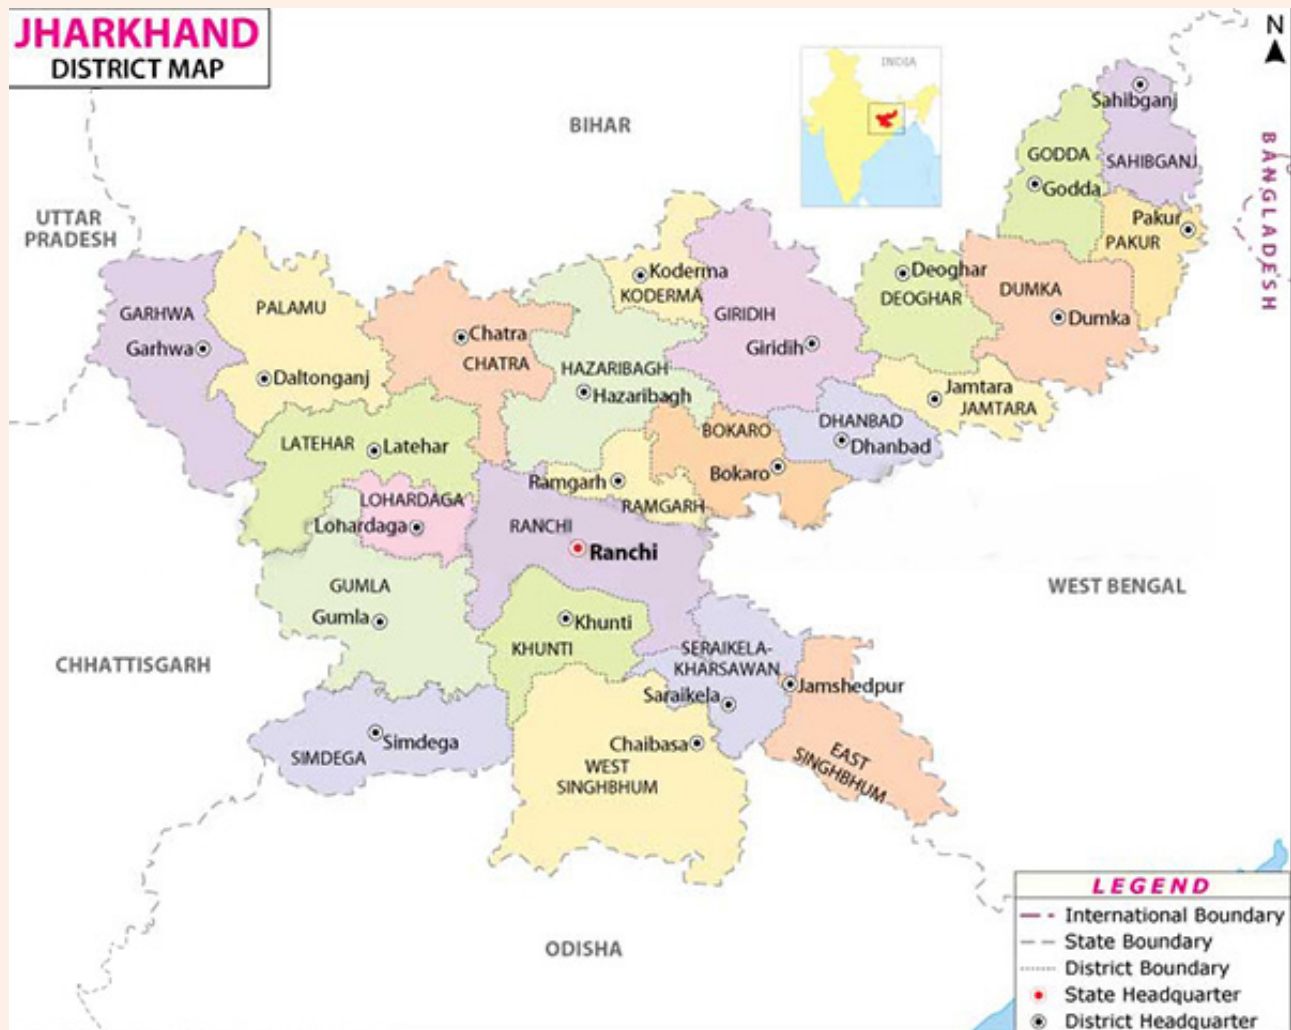 JHARKHAND
DISTRICT MAP
N
INDIA
BIHAR
BANGLADESH
UTTAR
PRADESH
Sahibganj
SAHIBGANJ
GODDA
Godda
Pakur
PAKUR
Koderma
KODERMA
Deoghar
DEOGHAR
DUMKA
Dumka
GARHWA
Garhwa
PALAMU
Daltonganj
Chatra
CHATRA
GIRIDIH
Giridih
HAZARIBAGH
Hazaribagh
Jamtara
JAMTARA
DHANBAD
Dhanbad
BOKARO
Bokaro
LATEHAR
Latehar
LOHARDAGA
Lohardaga
Ramgarh
RAMGARH
RANCHI
Ranchi
GUMLA
Gumla
Khunti
KHUNTI
WEST BENGAL
CHHATTISGARH
SERAIKELA-
KHARSAWAN
Saraikela
Jamshedpur
EAST
SINGHBHUM
Simdega
SIMDEGA
Chaibasa
WEST
SINGHBHUM
ODISHA
LEGEND
International Boundary
State Boundary
District Boundary
State Headquarter
District Headquarter